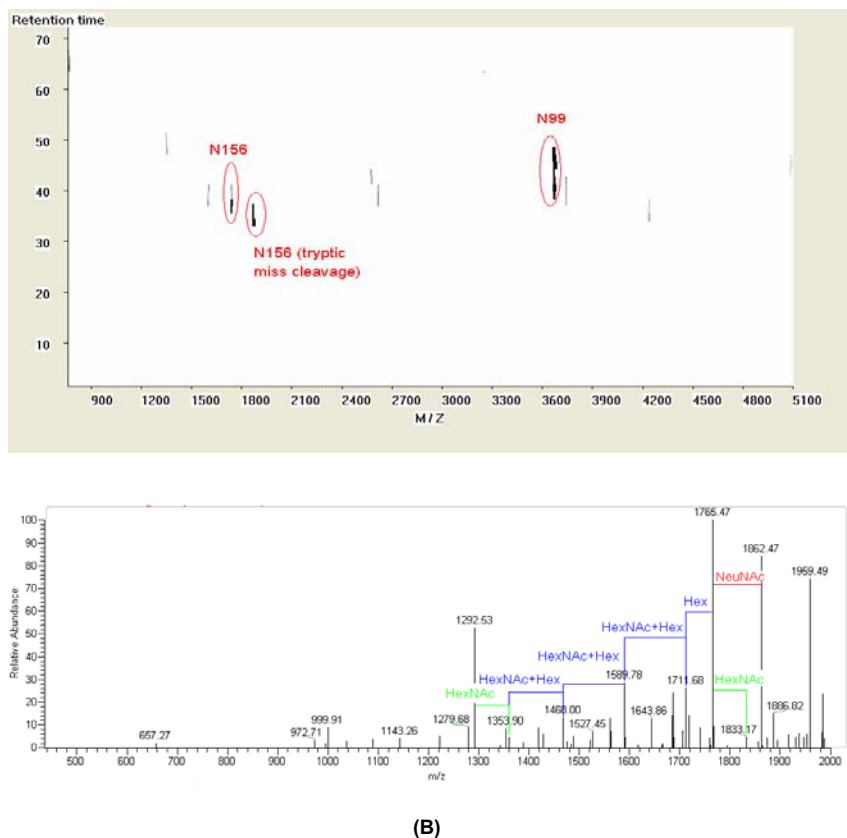 Retention time
70
60
50
40
30
20
10
N99
N156
N156 (tryptic
miss cleavage)
900 1200 1500 1800 2100 2400 2700 3000 3300 3600 3900 4200 4500 4800 5100
M / Z
Relative Abundance
100
90
80
70
60
50
40
30
20
10
0
1765.47
1862.47
1959.49
NeuNAc
Hex
HexNAc+Hex
1292.53
HexNAc+Hex
1589.78
HexNAc+Hex
HexNAc
HexNAc
1711.68
1468.00
657.27
972.71
999.91
1143.26
1279.68
1353.90
1527.45
1643.86
1833.17
1886.82
500 600 700 800 900 1000 1100 1200 1300 1400 1500 1600 1700 1800 1900 2000
m/z
(B)